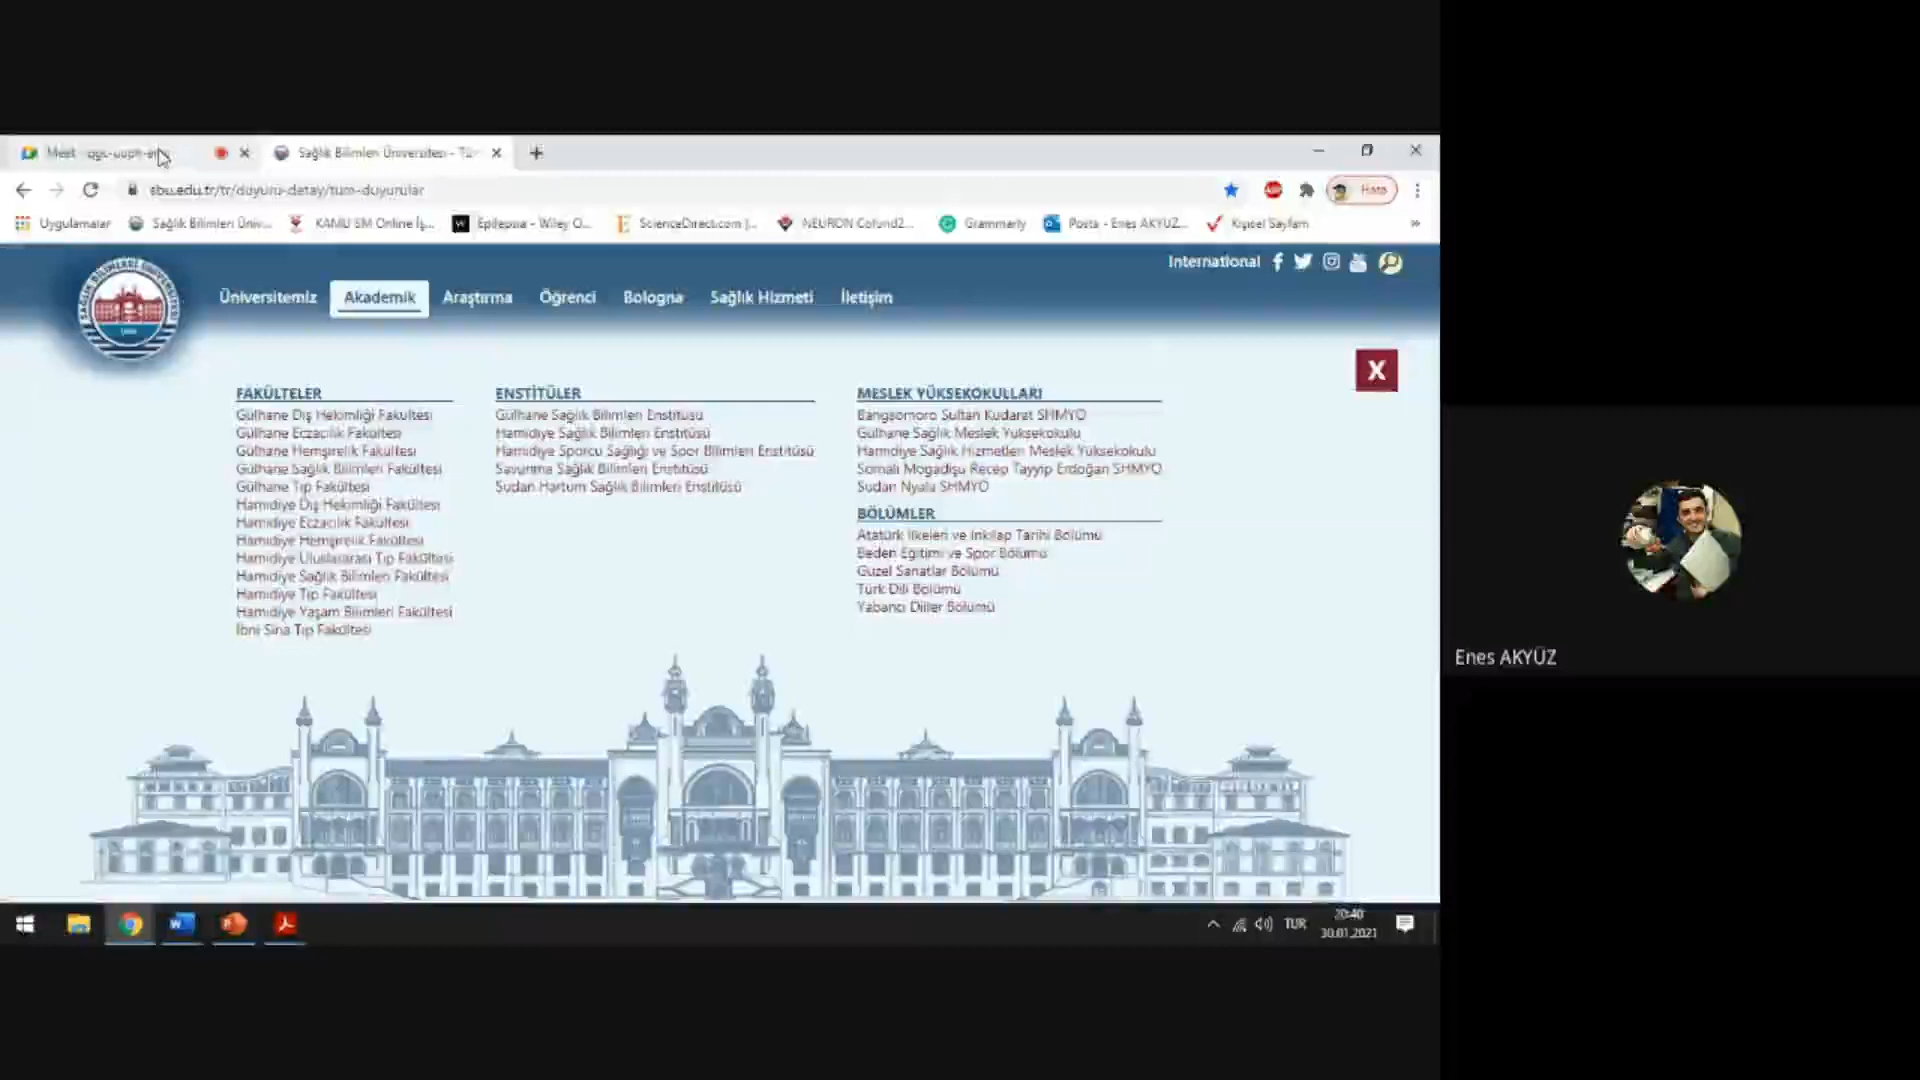 Meet
Sağlık Bilimleri Üniversitesi - Tü
sbu.edu.tr/tr/duyuru-detay/tum-duyurular
ABP
Hata
Uygulamalar
Sağlık Bilimleri Üniv...
KAMU SM Online İş...
Epilepsia - Wiley O...
ScienceDirect.com |...
NEURON Cofund2...
Grammarly
Posta - Enes AKYÜZ...
Kişisel Sayfam
»
International
Üniversitemiz
Akademik
Araştırma
Öğrenci
Bologna
Sağlık Hizmeti
İletişim
X
FAKÜLTELER
Gülhane Diş Hekimliği Fakültesi
Gülhane Eczacılık Fakültesi
Gülhane Hemşirelik Fakültesi
Gülhane Sağlık Bilimleri Fakültesi
Gülhane Tıp Fakültesi
Hamidiye Diş Hekimliği Fakültesi
Hamidiye Eczacılık Fakültesi
Hamidiye Hemşirelik Fakültesi
Hamidiye Uluslararası Tıp Fakültesi
Hamidiye Sağlık Bilimleri Fakültesi
Hamidiye Tıp Fakültesi
Hamidiye Yaşam Bilimleri Fakültesi
İbni Sina Tıp Fakültesi
ENSTİTÜLER
Gülhane Sağlık Bilimleri Enstitüsü
Hamidiye Sağlık Bilimleri Enstitüsü
Hamidiye Sporcu Sağlığı ve Spor Bilimleri Enstitüsü
Savunma Sağlık Bilimleri Enstitüsü
Sudan Hartum Sağlık Bilimleri Enstitüsü
MESLEK YÜKSEKOKULLARI
Bangsomoro Sultan Kudarat SHMYO
Gülhane Sağlık Meslek Yüksekokulu
Hamidiye Sağlık Hizmetleri Meslek Yüksekokulu
Somali Mogadişu Recep Tayyip Erdoğan SHMYO
Sudan Nyala SHMYO
BÖLÜMLER
Atatürk İlkeleri ve İnkılap Tarihi Bölümü
Beden Eğitimi ve Spor Bölümü
Güzel Sanatlar Bölümü
Türk Dili Bölümü
Yabancı Diller Bölümü
Enes AKYÜZ
TUR
20:40
30.01.2021